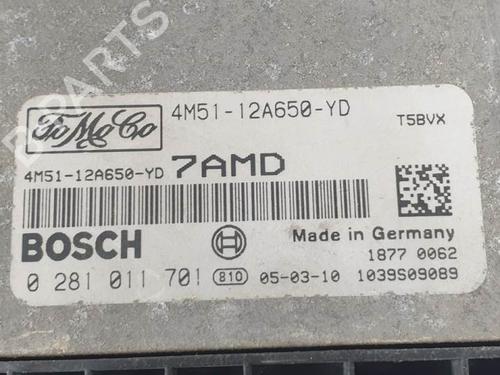 FoMoCo
4M51-12A650-YD
T5BVX
4M51-12A650-YD 7AMD
BOSCH
Made in Germany
1877 0062
0 281 011 701 810 05-03-10 1039S09089
B-PARTS